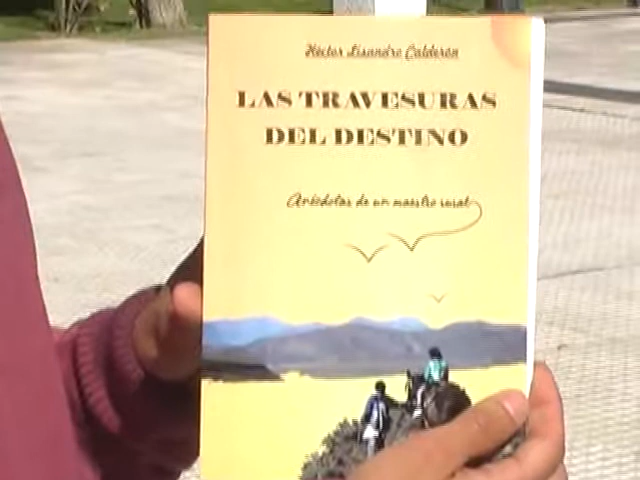 Héctor Lisandro Calderón
LAS TRAVESURAS
DEL DESTINO
Anécdotas de un maestro rural